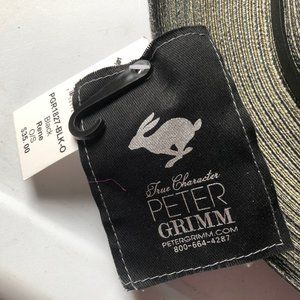 PGR1827-BLK-O
Black
Rene
O/S
$35.00
True Character
PETER
GRIMM
PETERGRIMM.COM
800-664-4287